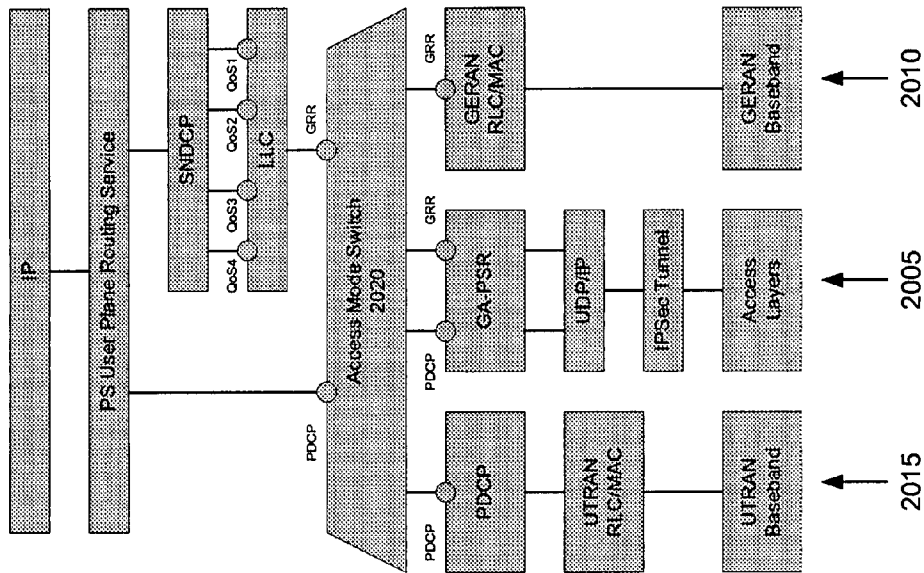 IP
PS User Plane Routing Service
SNDCP
QoS4
QoS3
QoS2
QoS1
LLC
PDCP
GRR
Access Mode Switch
2020
PDCP
PDCP
GRR
GRR
PDCP
GA-PSR
GERAN
RLC/MAC
UTRAN
RLC/MAC
UDP/IP
IPSec Tunnel
UTRAN
Baseband
Access
Layers
GERAN
Baseband
2015
2005
2010